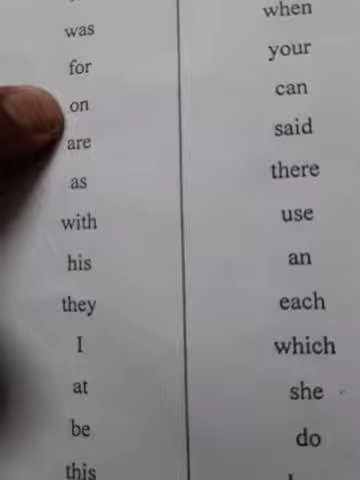 was
for
on
are
as
with
his
they
I
at
be
this
when
your
can
said
there
use
an
each
which
she
do